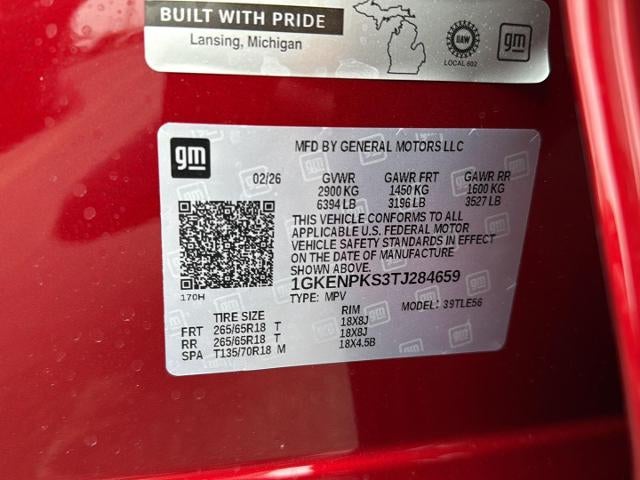 BUILT WITH PRIDE
Lansing, Michigan
UAW
LOCAL 602
gm
gm
MFD BY GENERAL MOTORS LLC
02/26 GVWR GAWR FRT GAWR RR
2900 KG 1450 KG 1600 KG
6394 LB 3196 LB 3527 LB
THIS VEHICLE CONFORMS TO ALL
APPLICABLE U.S. FEDERAL MOTOR
VEHICLE SAFETY STANDARDS IN EFFECT
ON THE DATE OF MANUFACTURE
SHOWN ABOVE.
170H
1GKENPKS3TJ284659
TYPE: MPV MODEL: 39TLE56
TIRE SIZE RIM
FRT 265/65R18 T 18X8J
RR 265/65R18 T 18X8J
SPA T135/70R18 M 18X4.5B